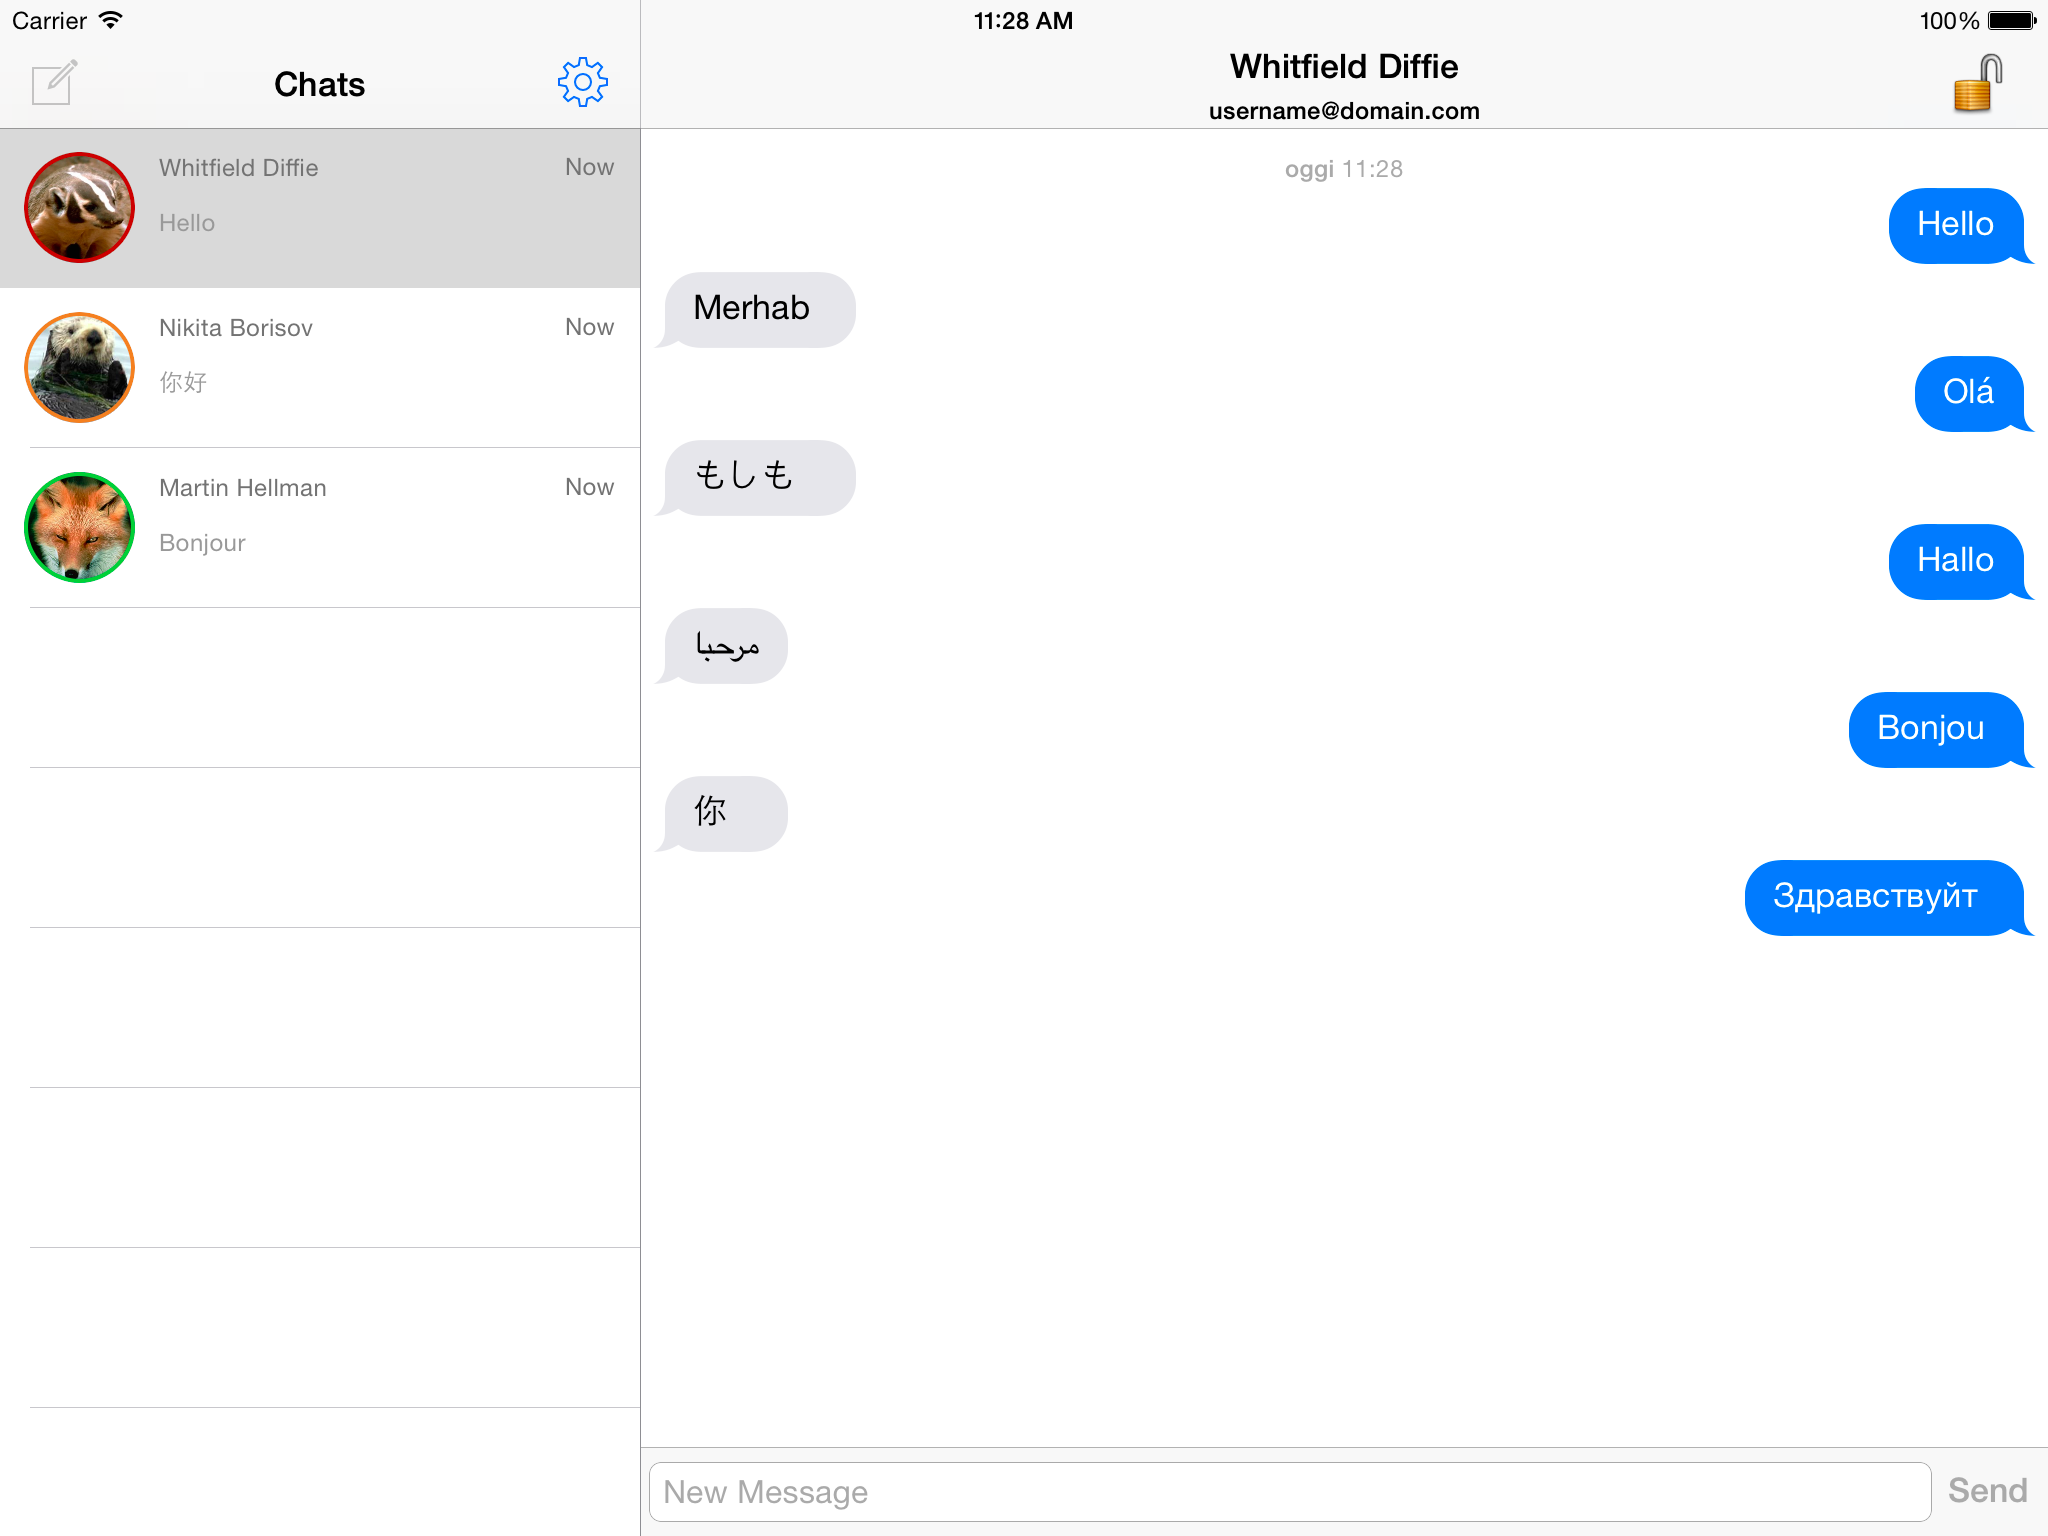 Carrier
11:28 AM
100%
Chats
Whitfield Diffie
username@domain.com
Whitfield Diffie
Now
Hello
Nikita Borisov
Now
你好
Martin Hellman
Now
Bonjour
oggi 11:28
Hello
Merhab
Olá
もしも
Hallo
مرحبا
Bonjou
你
Здравствуйт
New Message
Send